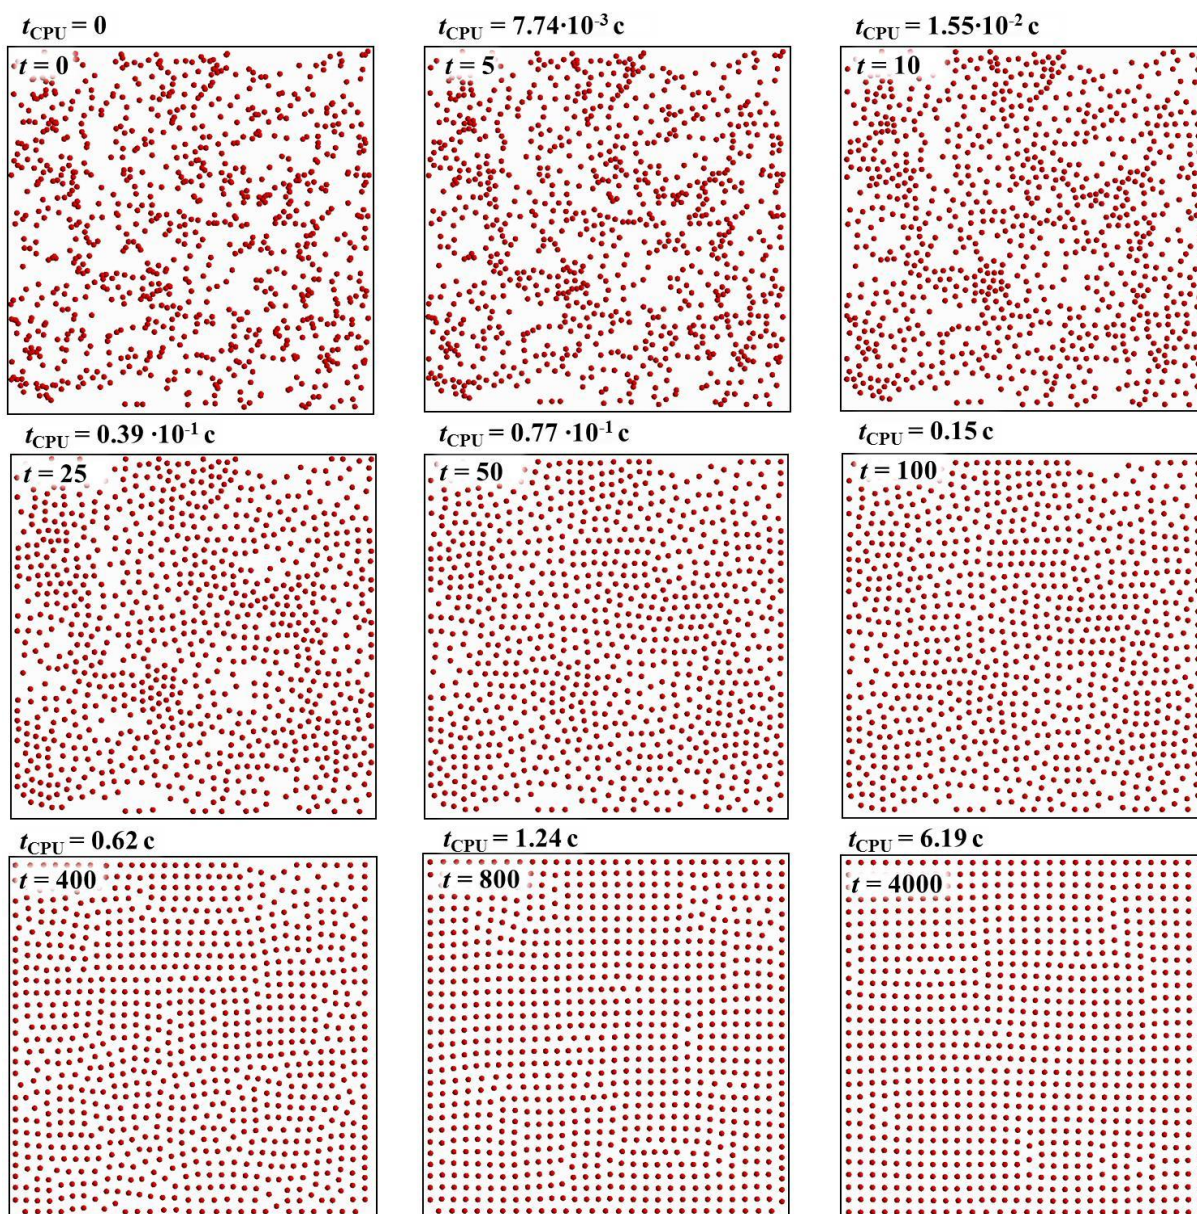 t_CPU = 0
t = 0
t_CPU = 7.74·10⁻³ c
t = 5
t_CPU = 1.55·10⁻² c
t = 10
t_CPU = 0.39 ·10⁻¹ c
t = 25
t_CPU = 0.77 ·10⁻¹ c
t = 50
t_CPU = 0.15 c
t = 100
t_CPU = 0.62 c
t = 400
t_CPU = 1.24 c
t = 800
t_CPU = 6.19 c
t = 4000